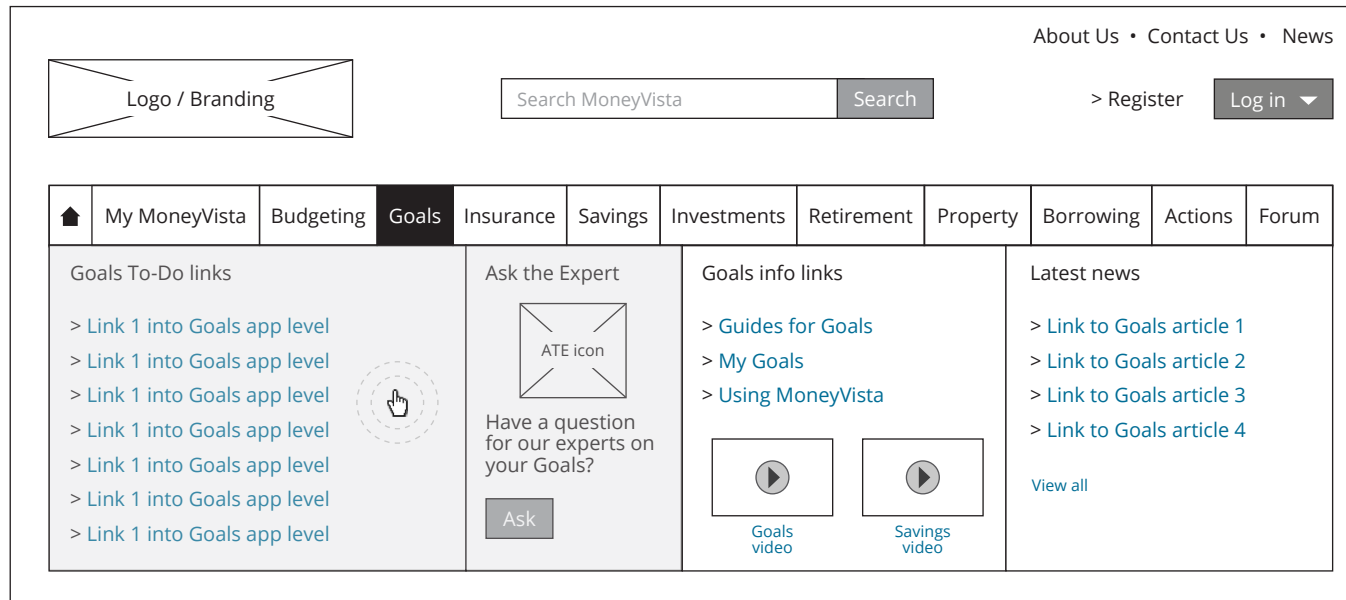 About Us • Contact Us • News
Logo / Branding
Search MoneyVista
Search
> Register
Log in
My MoneyVista
Budgeting
Goals
Insurance
Savings
Investments
Retirement
Property
Borrowing
Actions
Forum
Goals To-Do links
> Link 1 into Goals app level
> Link 1 into Goals app level
> Link 1 into Goals app level
> Link 1 into Goals app level
> Link 1 into Goals app level
> Link 1 into Goals app level
> Link 1 into Goals app level
Ask the Expert
ATE icon
Have a question
for our experts on
your Goals?
Ask
Goals info links
> Guides for Goals
> My Goals
> Using MoneyVista
Goals
video
Savings
video
Latest news
> Link to Goals article 1
> Link to Goals article 2
> Link to Goals article 3
> Link to Goals article 4
View all